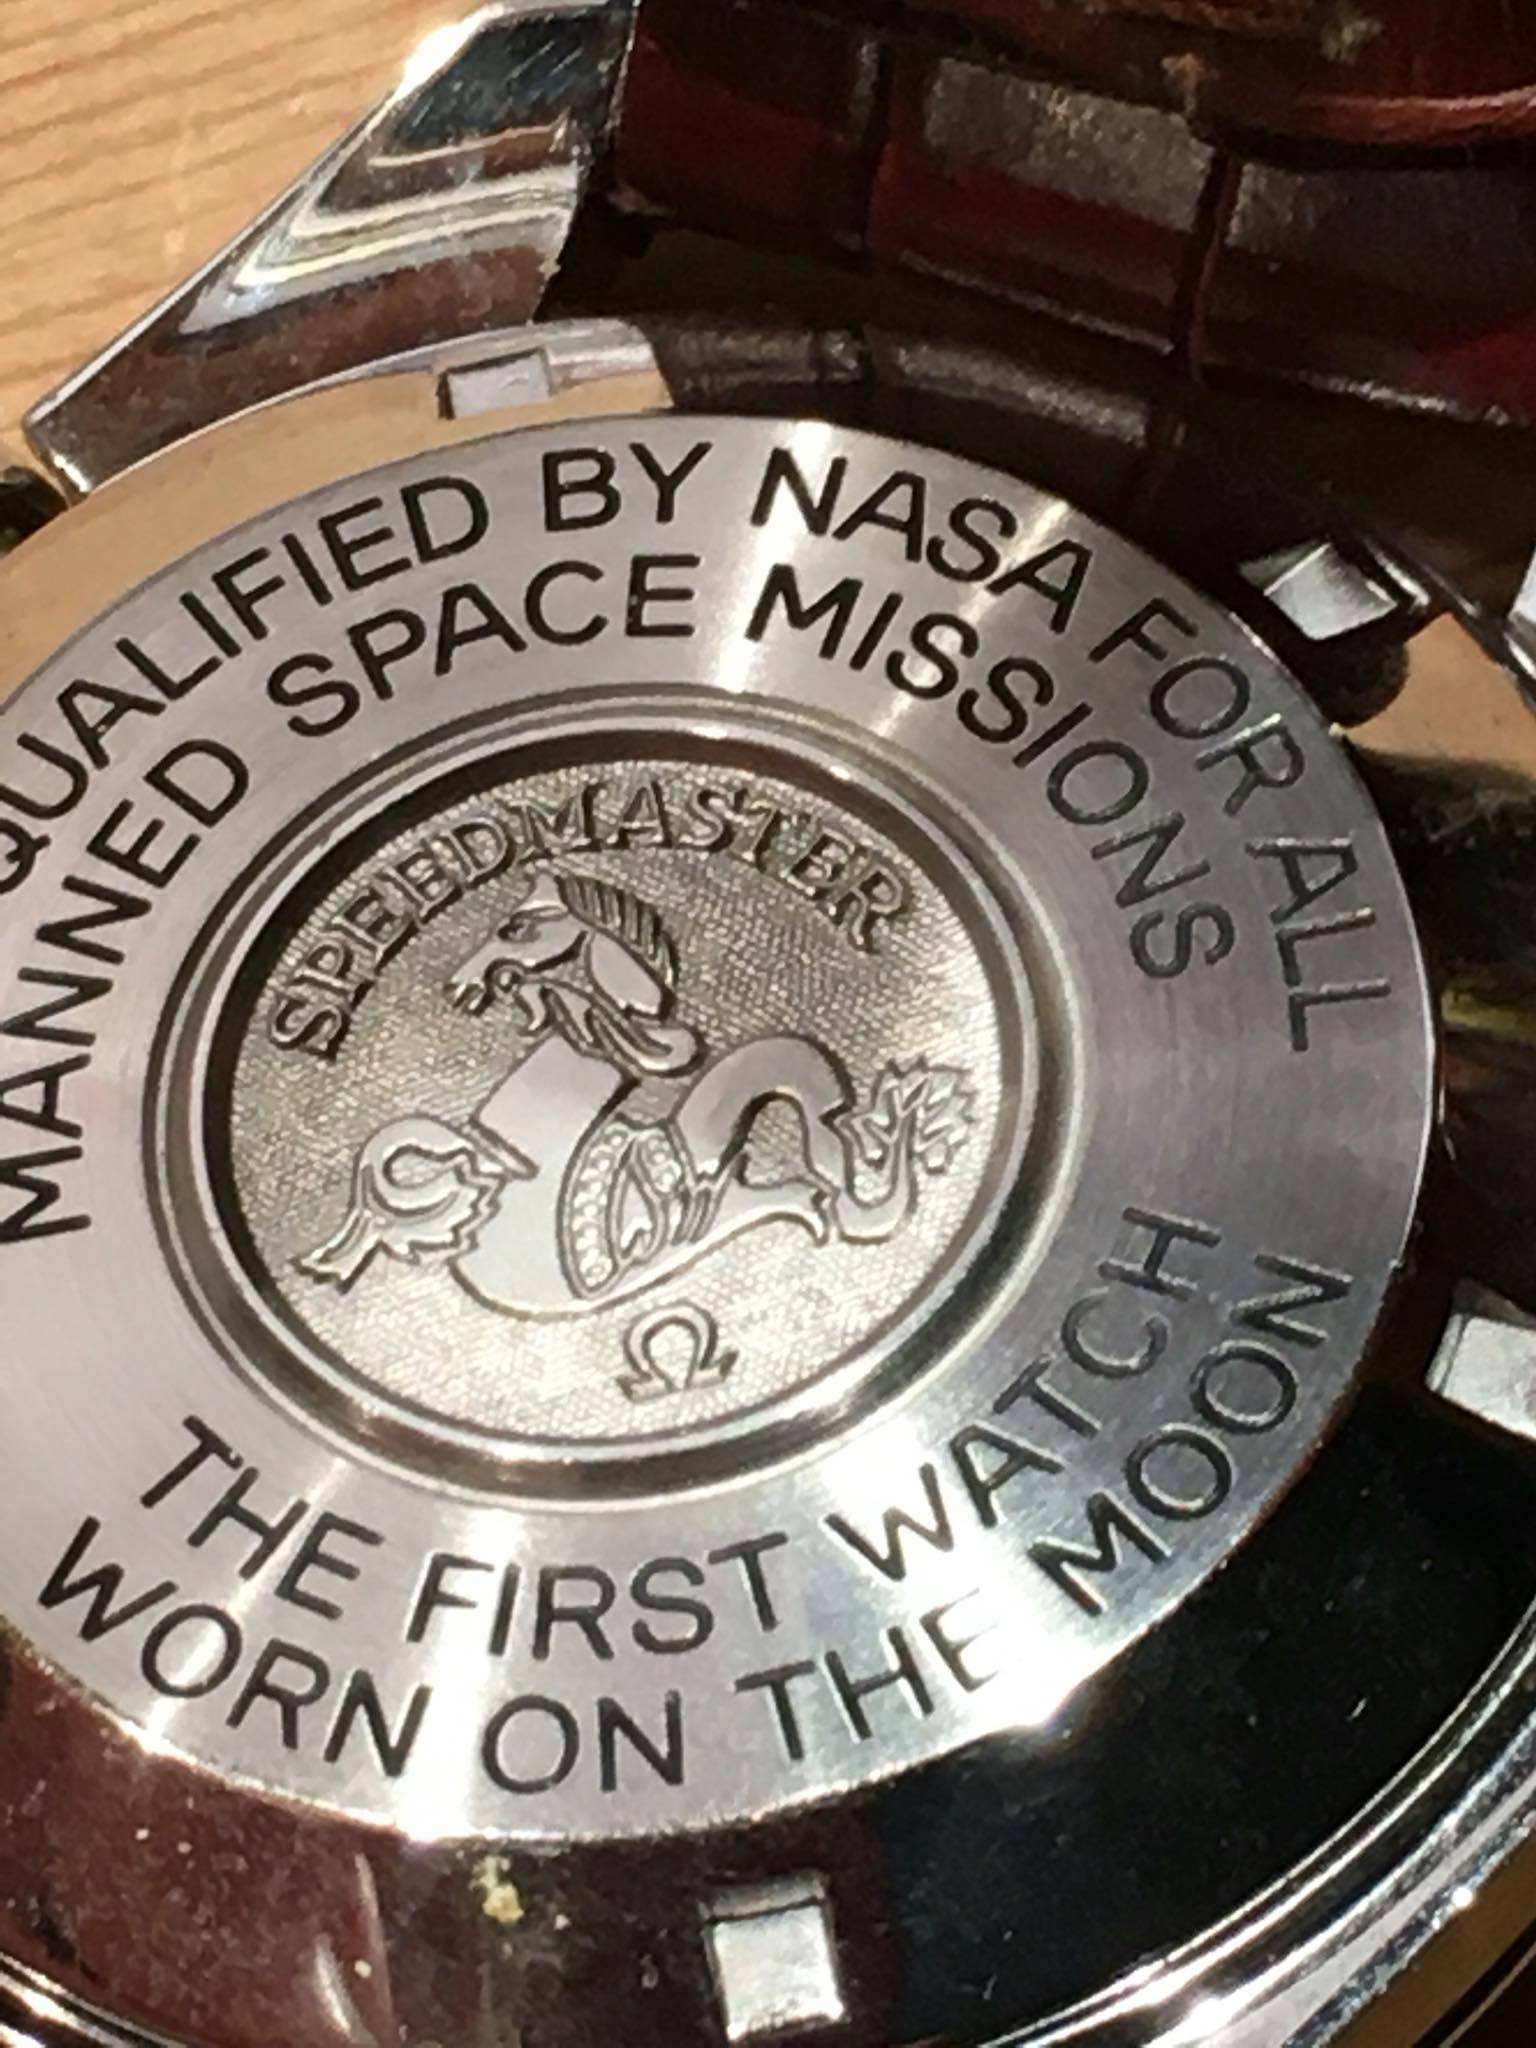 QUALIFIED BY NASA FOR ALL
MANNED SPACE MISSIONS
SPEEDMASTER
Ω
THE FIRST WATCH
WORN ON THE MOON